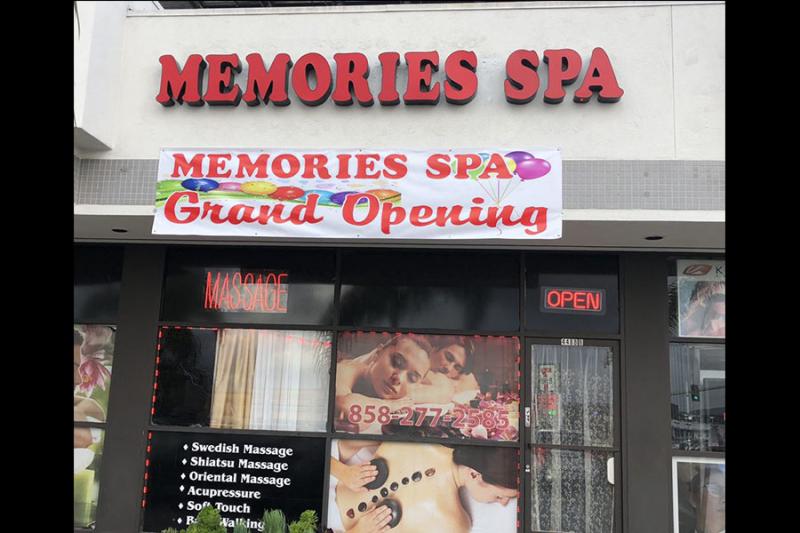 MEMORIES SPA
MEMORIES SPA
Grand Opening
MASSAGE
OPEN
858-277-2585
♦ Swedish Massage
♦ Shiatsu Massage
♦ Oriental Massage
♦ Acupressure
♦ Soft Touch
Walking
K